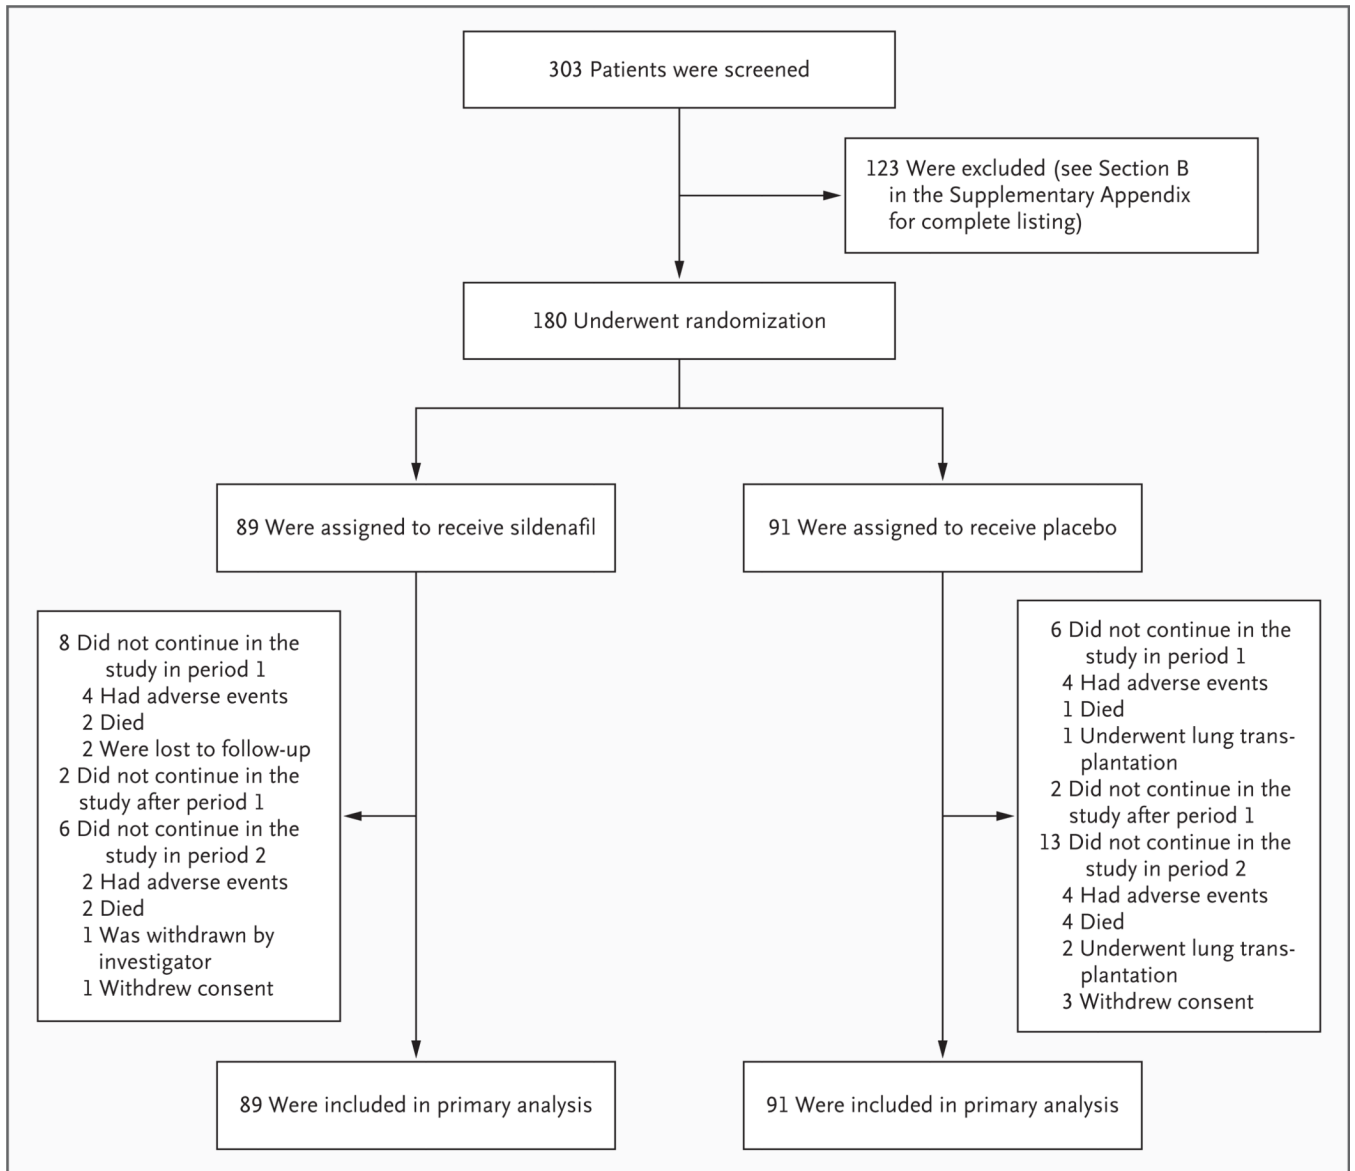 303 Patients were screened
123 Were excluded (see Section B
in the Supplementary Appendix
for complete listing)
180 Underwent randomization
89 Were assigned to receive sildenafil
91 Were assigned to receive placebo
8 Did not continue in the
study in period 1
4 Had adverse events
2 Died
2 Were lost to follow-up
2 Did not continue in the
study after period 1
6 Did not continue in the
study in period 2
2 Had adverse events
2 Died
1 Was withdrawn by
investigator
1 Withdrew consent
6 Did not continue in the
study in period 1
4 Had adverse events
1 Died
1 Underwent lung trans-
plantation
2 Did not continue in the
study after period 1
13 Did not continue in the
study in period 2
4 Had adverse events
4 Died
2 Underwent lung trans-
plantation
3 Withdrew consent
89 Were included in primary analysis
91 Were included in primary analysis